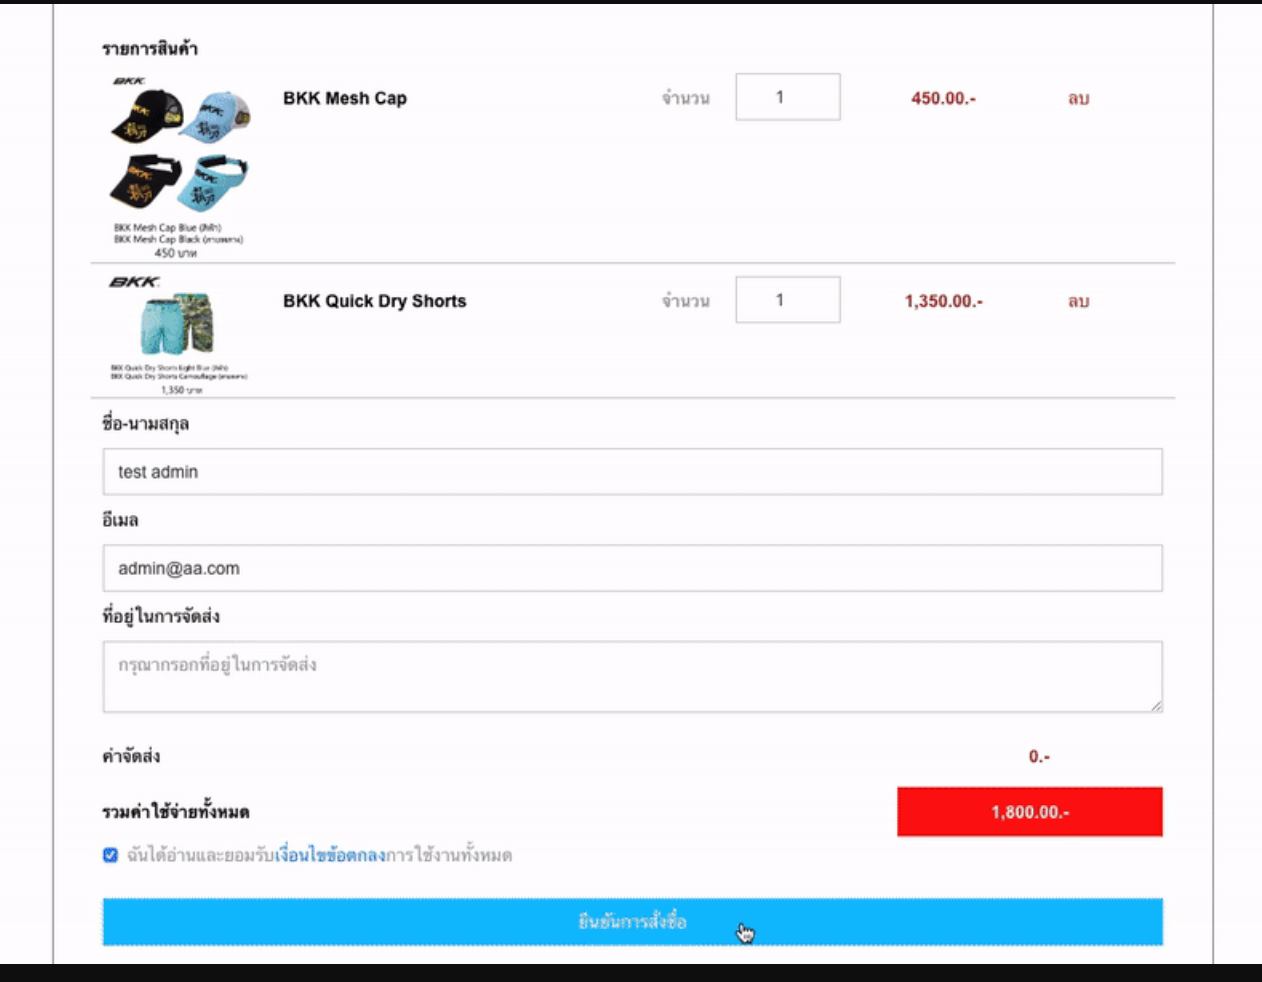 รายการสินค้า
BKK
BKK Mesh Cap
จำนวน
1
450.00.-
ลบ
BKK Mesh Cap Blue (สีฟ้า)
BKK Mesh Cap Black (ลายพราง)
450 บาท
BKK
BKK Quick Dry Shorts
จำนวน
1
1,350.00.-
ลบ
BKK Quick Dry Shorts Light Blue (สีฟ้า)
BKK Quick Dry Shorts Camouflage (ลายพราง)
1,350 บาท
ชื่อ-นามสกุล
test admin
อีเมล
admin@aa.com
ที่อยู่ในการจัดส่ง
กรุณากรอกที่อยู่ในการจัดส่ง
ค่าจัดส่ง
0.-
รวมค่าใช้จ่ายทั้งหมด
1,800.00.-
ฉันได้อ่านและยอมรับเงื่อนไขข้อตกลงการใช้งานทั้งหมด
ยืนยันการสั่งซื้อ